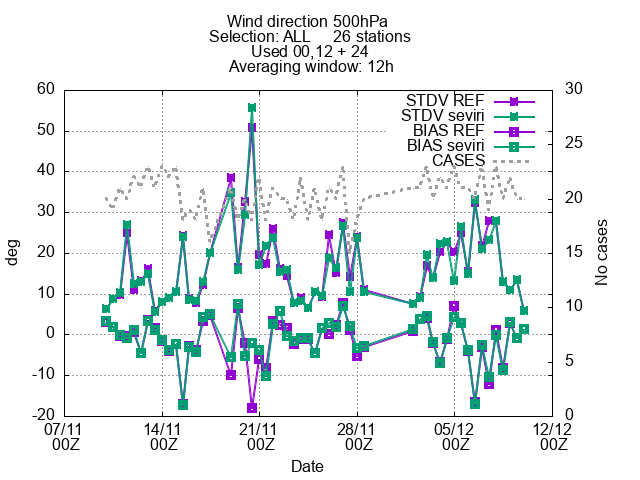 Wind direction 500hPa
Selection: ALL     26 stations
Used 00,12 + 24
Averaging window: 12h
60
50
40
30
20
10
0
-10
-20
deg
30
25
20
15
10
5
0
No cases
STDV REF
STDV seviri
BIAS REF
BIAS seviri
CASES
07/11 14/11 21/11 28/11 05/12 12/12
00Z 00Z 00Z 00Z 00Z 00Z
Date